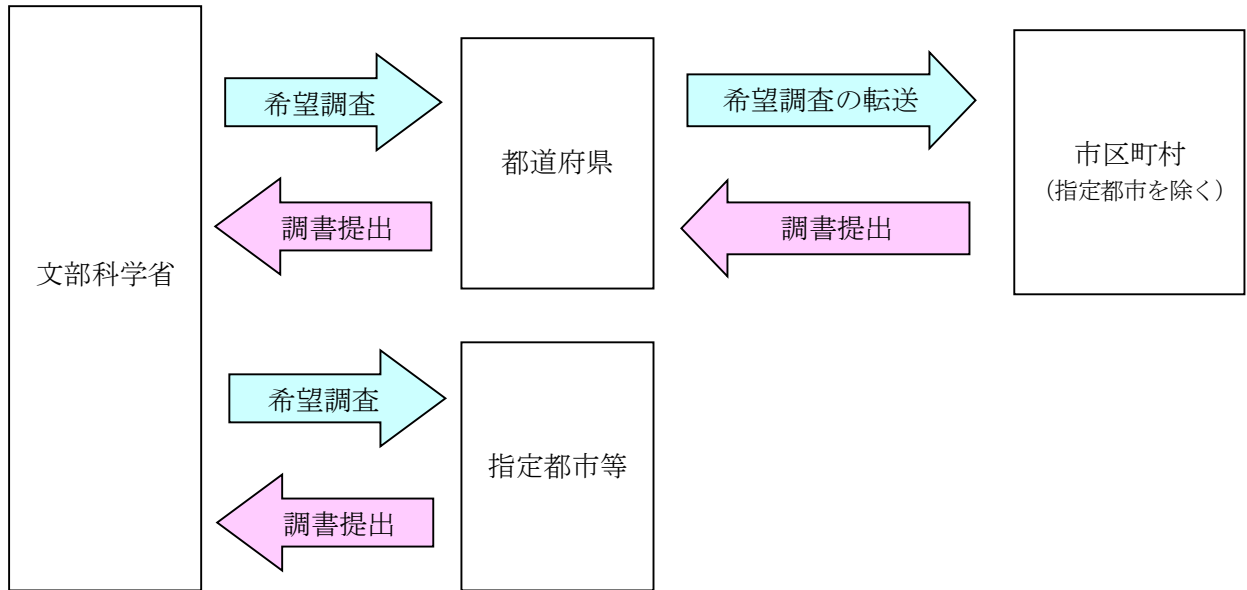 文部科学省
希望調査
調書提出
都道府県
希望調査の転送
調書提出
市区町村
(指定都市を除く)
希望調査
調書提出
指定都市等